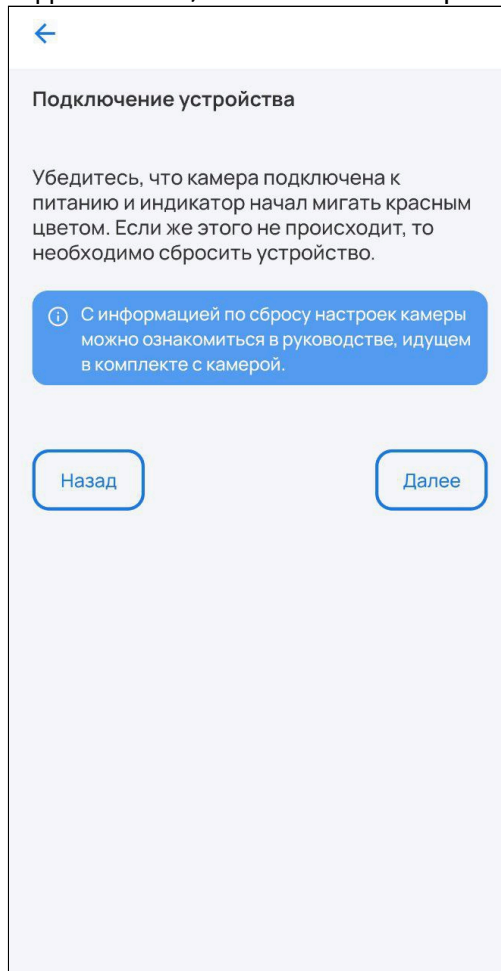 Подключение устройства
Убедитесь, что камера подключена к
питанию и индикатор начал мигать красным
цветом. Если же этого не происходит, то
необходимо сбросить устройство.
С информацией по сбросу настроек камеры
можно ознакомиться в руководстве, идущем
в комплекте с камерой.
Назад
Далее